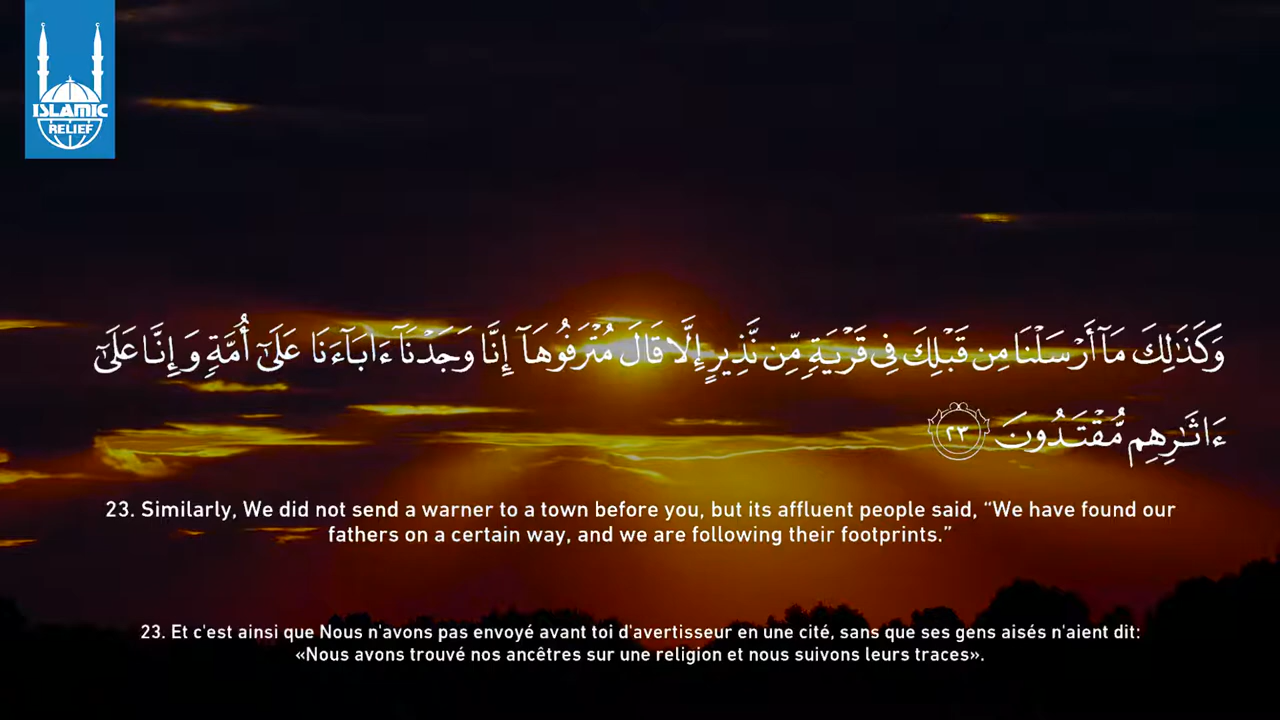 ISLAMIC
RELIEF
وَكَذَٰلِكَ مَآ أَرْسَلْنَا مِن قَبْلِكَ فِى قَرْيَةٍ مِّن نَّذِيرٍ إِلَّا قَالَ مُتْرَفُوهَآ إِنَّا وَجَدْنَآ ءَابَآءَنَا عَلَىٰٓ أُمَّةٍ وَإِنَّا عَلَىٰٓ
ءَاثَـٰرِهِم مُّقْتَدُونَ ٢٣
23. Similarly, We did not send a warner to a town before you, but its affluent people said, “We have found our
fathers on a certain way, and we are following their footprints.”
23. Et c'est ainsi que Nous n'avons pas envoyé avant toi d'avertisseur en une cité, sans que ses gens aisés n'aient dit:
«Nous avons trouvé nos ancêtres sur une religion et nous suivons leurs traces».